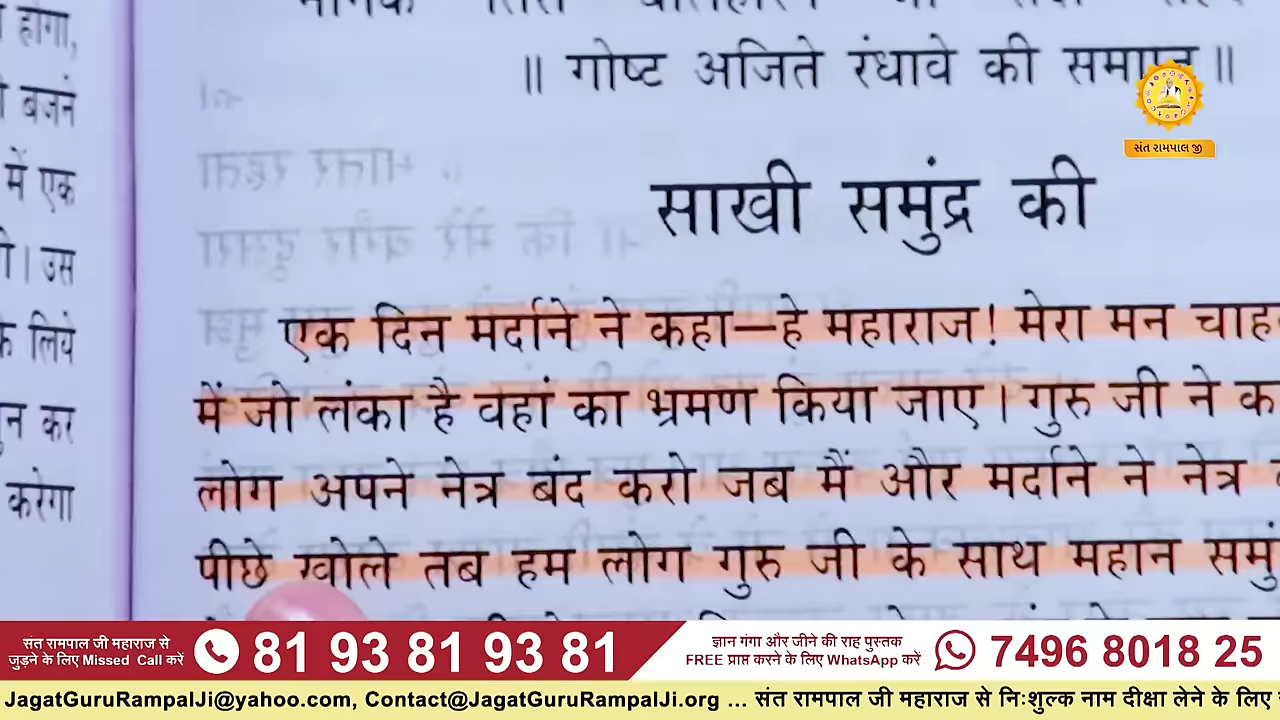 होगा,
बजने
में एक
। उस
लिये
कर
करेगा
॥ गोष्ट अजिते रंधावे की समाप्त ॥
સંત રામપાલ જી
साखी समुंद्र की
एक दिन मर्दाने ने कहा—हे महाराज! मेरा मन चाह
में जो लंका है वहां का भ्रमण किया जाए। गुरु जी ने क
लोग अपने नेत्र बंद करो जब मैं और मर्दाने ने नेत्र
पीछे खोले तब हम लोग गुरु जी के साथ महान समुं
संत रामपाल जी महाराज से
जुड़ने के लिए Missed Call करें
81 93 81 93 81
ज्ञान गंगा और जीने की राह पुस्तक
FREE प्राप्त करने के लिए WhatsApp करें
7496 8018 25
JagatGuruRampalJi@yahoo.com, Contact@JagatGuruRampalJi.org ... संत रामपाल जी महाराज से निःशुल्क नाम दीक्षा लेने के लिए